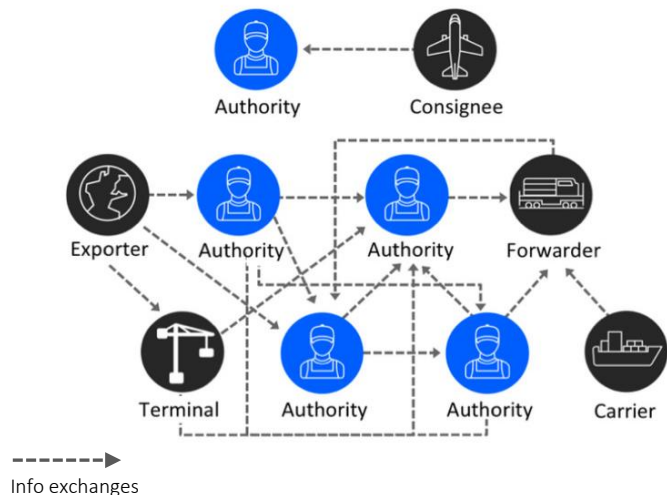 Authority
Consignee
Exporter
Authority
Authority
Forwarder
Terminal
Authority
Authority
Carrier
Info exchanges